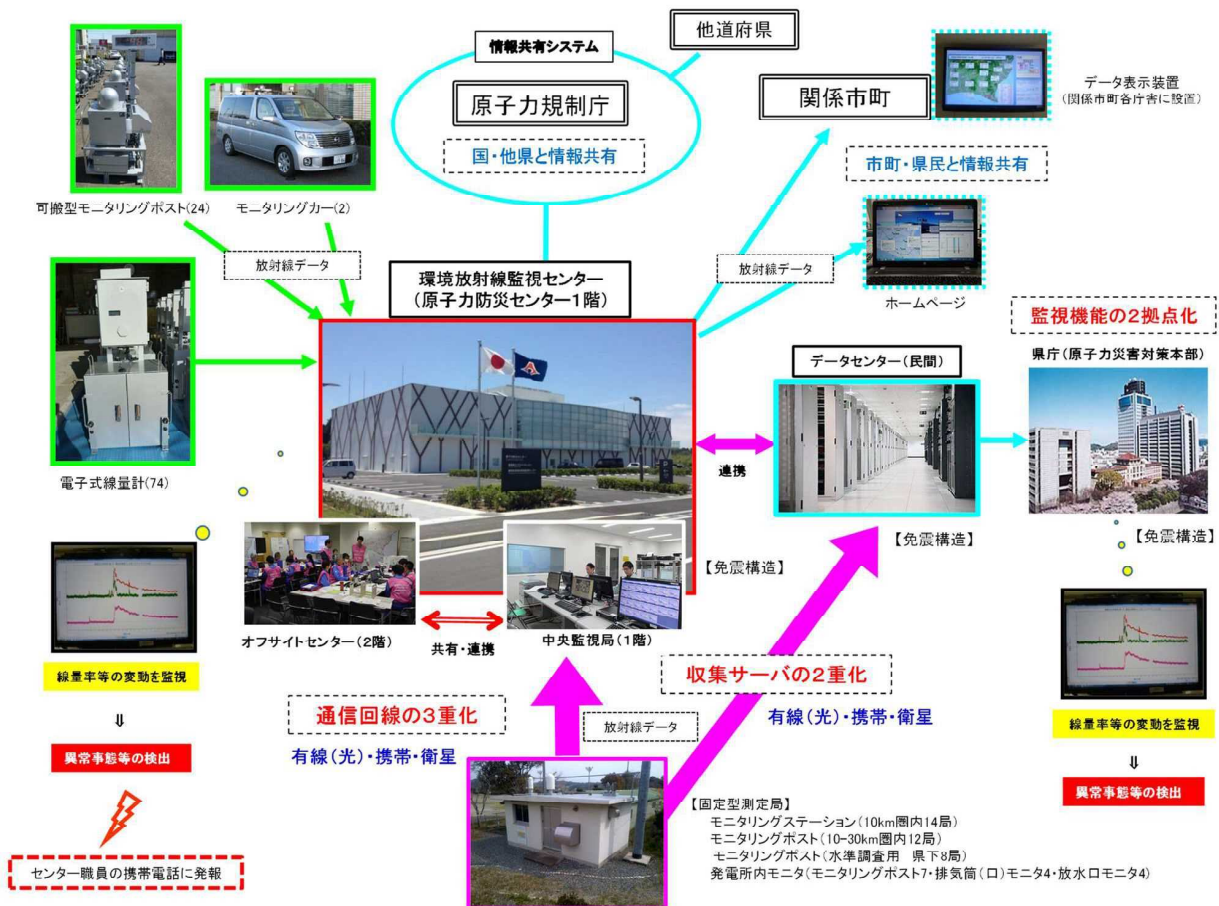 情報共有システム
原子力規制庁
国・他県と情報共有
他道府県
関係市町
データ表示装置
(関係市町各庁舎に設置)
市町・県民と情報共有
可搬型モニタリングポスト(24)
モニタリングカー(2)
放射線データ
環境放射線監視センター
(原子力防災センター1階)
放射線データ
ホームページ
監視機能の2拠点化
県庁(原子力災害対策本部)
データセンター(民間)
電子式線量計(74)
連携
【免震構造】
【免震構造】
【免震構造】
オフサイトセンター(2階)
共有・連携
中央監視局(1階)
線量率等の変動を監視
⇓
異常事態等の検出
センター職員の携帯電話に発報
通信回線の3重化
有線(光)・携帯・衛星
放射線データ
収集サーバの2重化
有線(光)・携帯・衛星
線量率等の変動を監視
⇓
異常事態等の検出
【固定型測定局】
モニタリングステーション(10km圏内14局)
モニタリングポスト(10-30km圏内12局)
モニタリングポスト(水準調査用 県下8局)
発電所内モニタ(モニタリングポスト7・排気筒(口)モニタ4・放水口モニタ4)